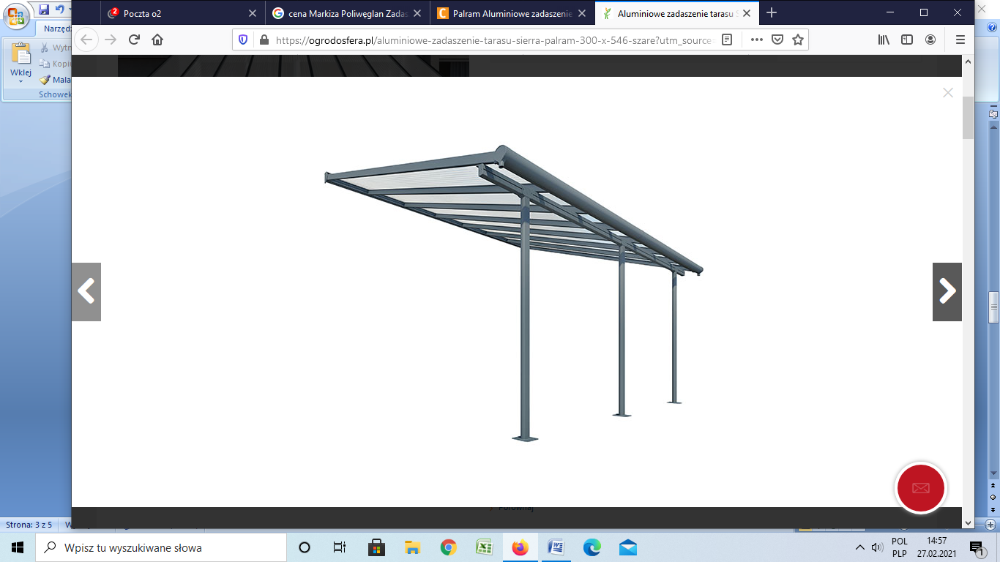 2 Poczta o2
cena Markiza Poliwęglan Zadas
Palram Aluminiowe zadaszenie
Aluminiowe zadaszenie tarasu S
https://ogrodosfera.pl/aluminiowe-zadaszenie-tarasu-sierra-palram-300-x-546-szare?utm_source=
Narzęd
Wytn
Kopiu
Mala
Wklej
Schowek
Porównaj
Strona: 3 z 5
Wpisz tu wyszukiwane słowa
POL
PLP
14:57
27.02.2021
1